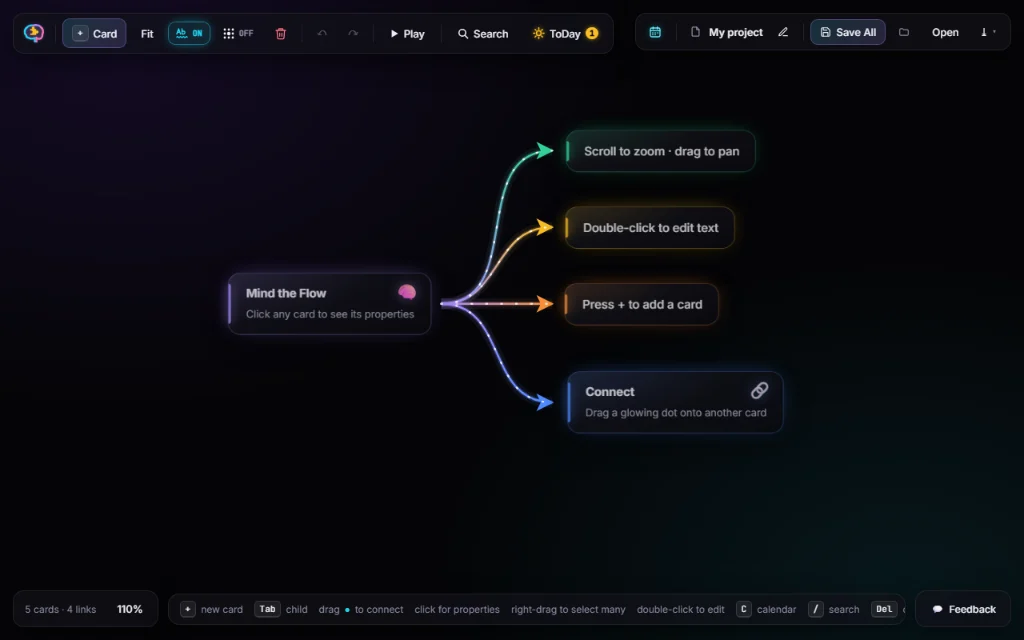 + Card Fit Ab ON OFF Play Search ToDay 1 My project Save All Open
Scroll to zoom · drag to pan
Double-click to edit text
Mind the Flow
Click any card to see its properties
Press + to add a card
Connect
Drag a glowing dot onto another card
5 cards · 4 links 110% + new card Tab child drag • to connect click for properties right-drag to select many double-click to edit C calendar / search Del Feedback